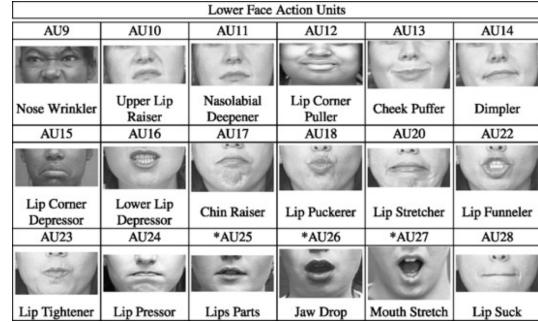 Lower Face Action Units
AU9 AU10 AU11 AU12 AU13 AU14
Nose Wrinkler Upper Lip Raiser Nasolabial Deepener Lip Corner Puller Cheek Puffer Dimpler
AU15 AU16 AU17 AU18 AU20 AU22
Lip Corner Depressor Lower Lip Depressor Chin Raiser Lip Puckerer Lip Stretcher Lip Funneler
AU23 AU24 *AU25 *AU26 *AU27 AU28
Lip Tightener Lip Pressor Lips Parts Jaw Drop Mouth Stretch Lip Suck